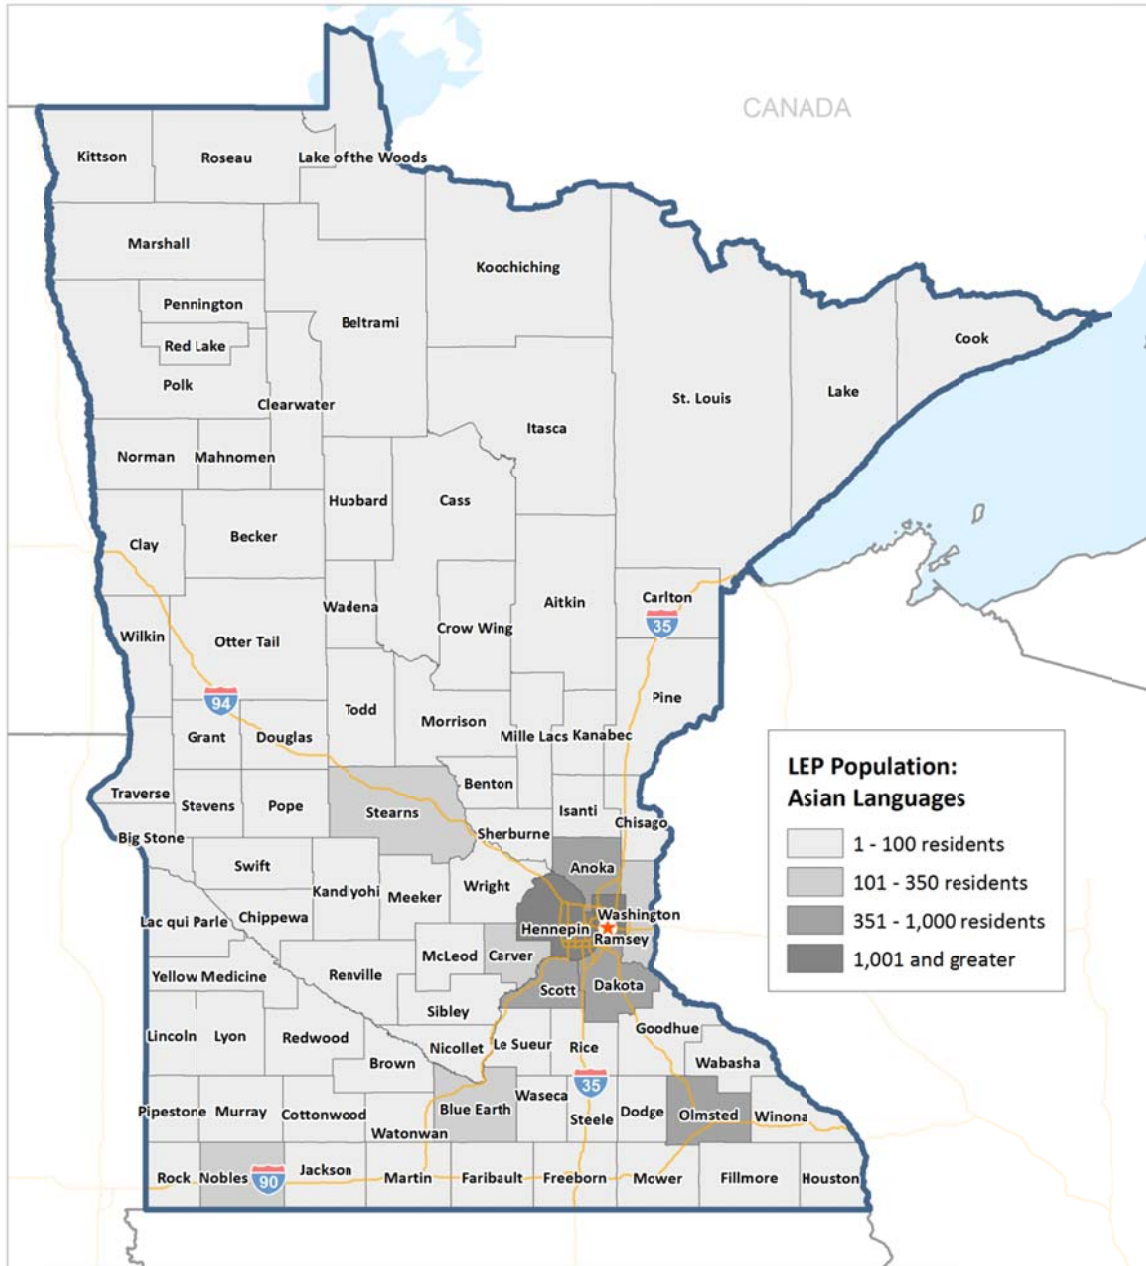 CANADA
Kittson
Roseau
Lake of the Woods
Marshall
Koochiching
Pennington
Beltrami
Red Lake
Cook
Polk
Lake
St. Louis
Clearwater
Itasca
Norman
Mahnomen
Hubbard
Cass
Becker
Clay
Carlton
35
Aitkin
Wadena
Crow Wing
Wilkin
Otter Tail
Pine
94
Todd
Morrison
Grant
Douglas
Mille Lacs
Kanabec
LEP Population:
Asian Languages
1 - 100 residents
101 - 350 residents
351 - 1,000 residents
1,001 and greater
Benton
Traverse
Stevens
Pope
Stearns
Isanti
Chisago
Big Stone
Sherburne
Swift
Anoka
Kandiyohi
Meeker
Wright
Washington
Lac qui Parle
Chippewa
Hennepin
Ramsey
McLeod
Carver
Yellow Medicine
Renville
Scott
Dakota
Sibley
Goodhue
Lincoln
Lyon
Redwood
Nicollet
Le Sueur
Rice
Brown
Wabasha
35
Waseca
Pipestone
Murray
Cottonwood
Blue Earth
Steele
Dodge
Olmsted
Winona
Watonwan
Rock
Nobles
90
Jackson
Martin
Faribault
Freeborn
Mower
Fillmore
Houston